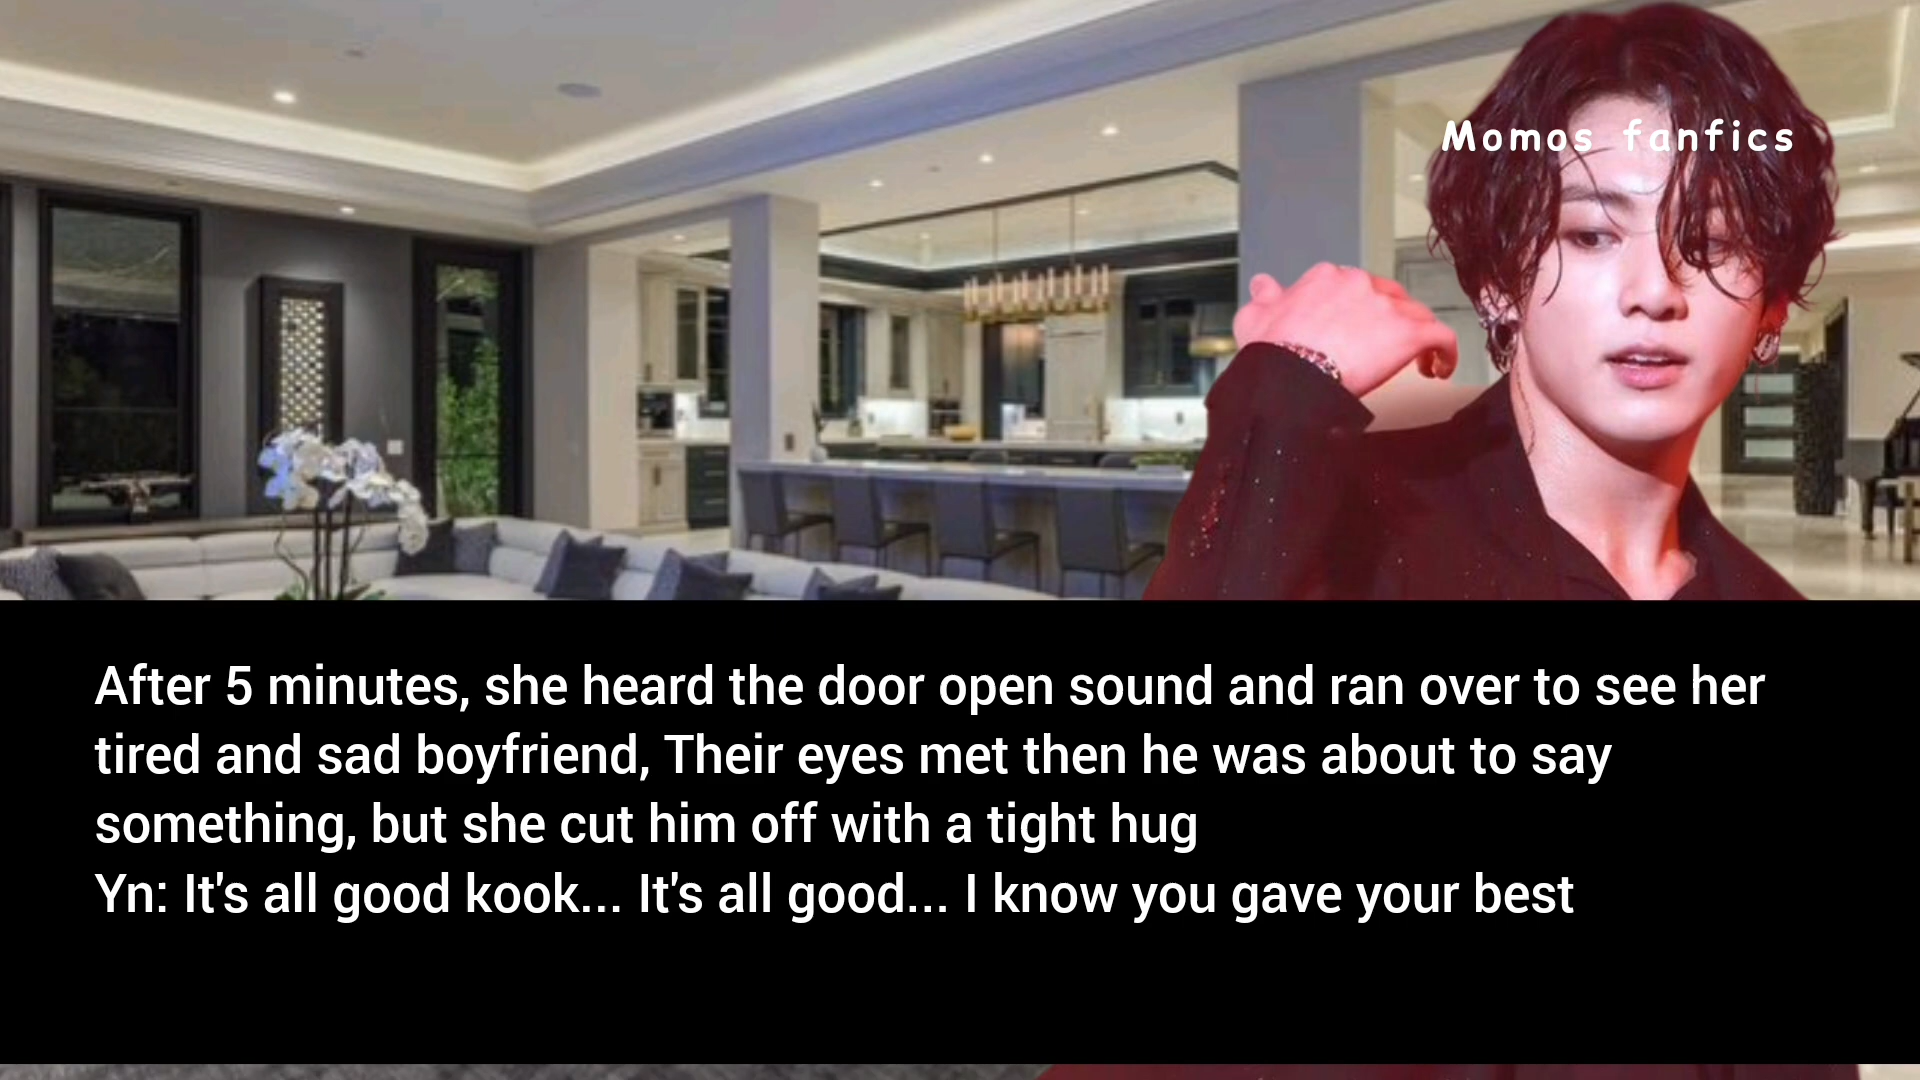 Momos fanfics
After 5 minutes, she heard the door open sound and ran over to see her
tired and sad boyfriend, Their eyes met then he was about to say
something, but she cut him off with a tight hug
Yn: It's all good kook... It's all good... I know you gave your best